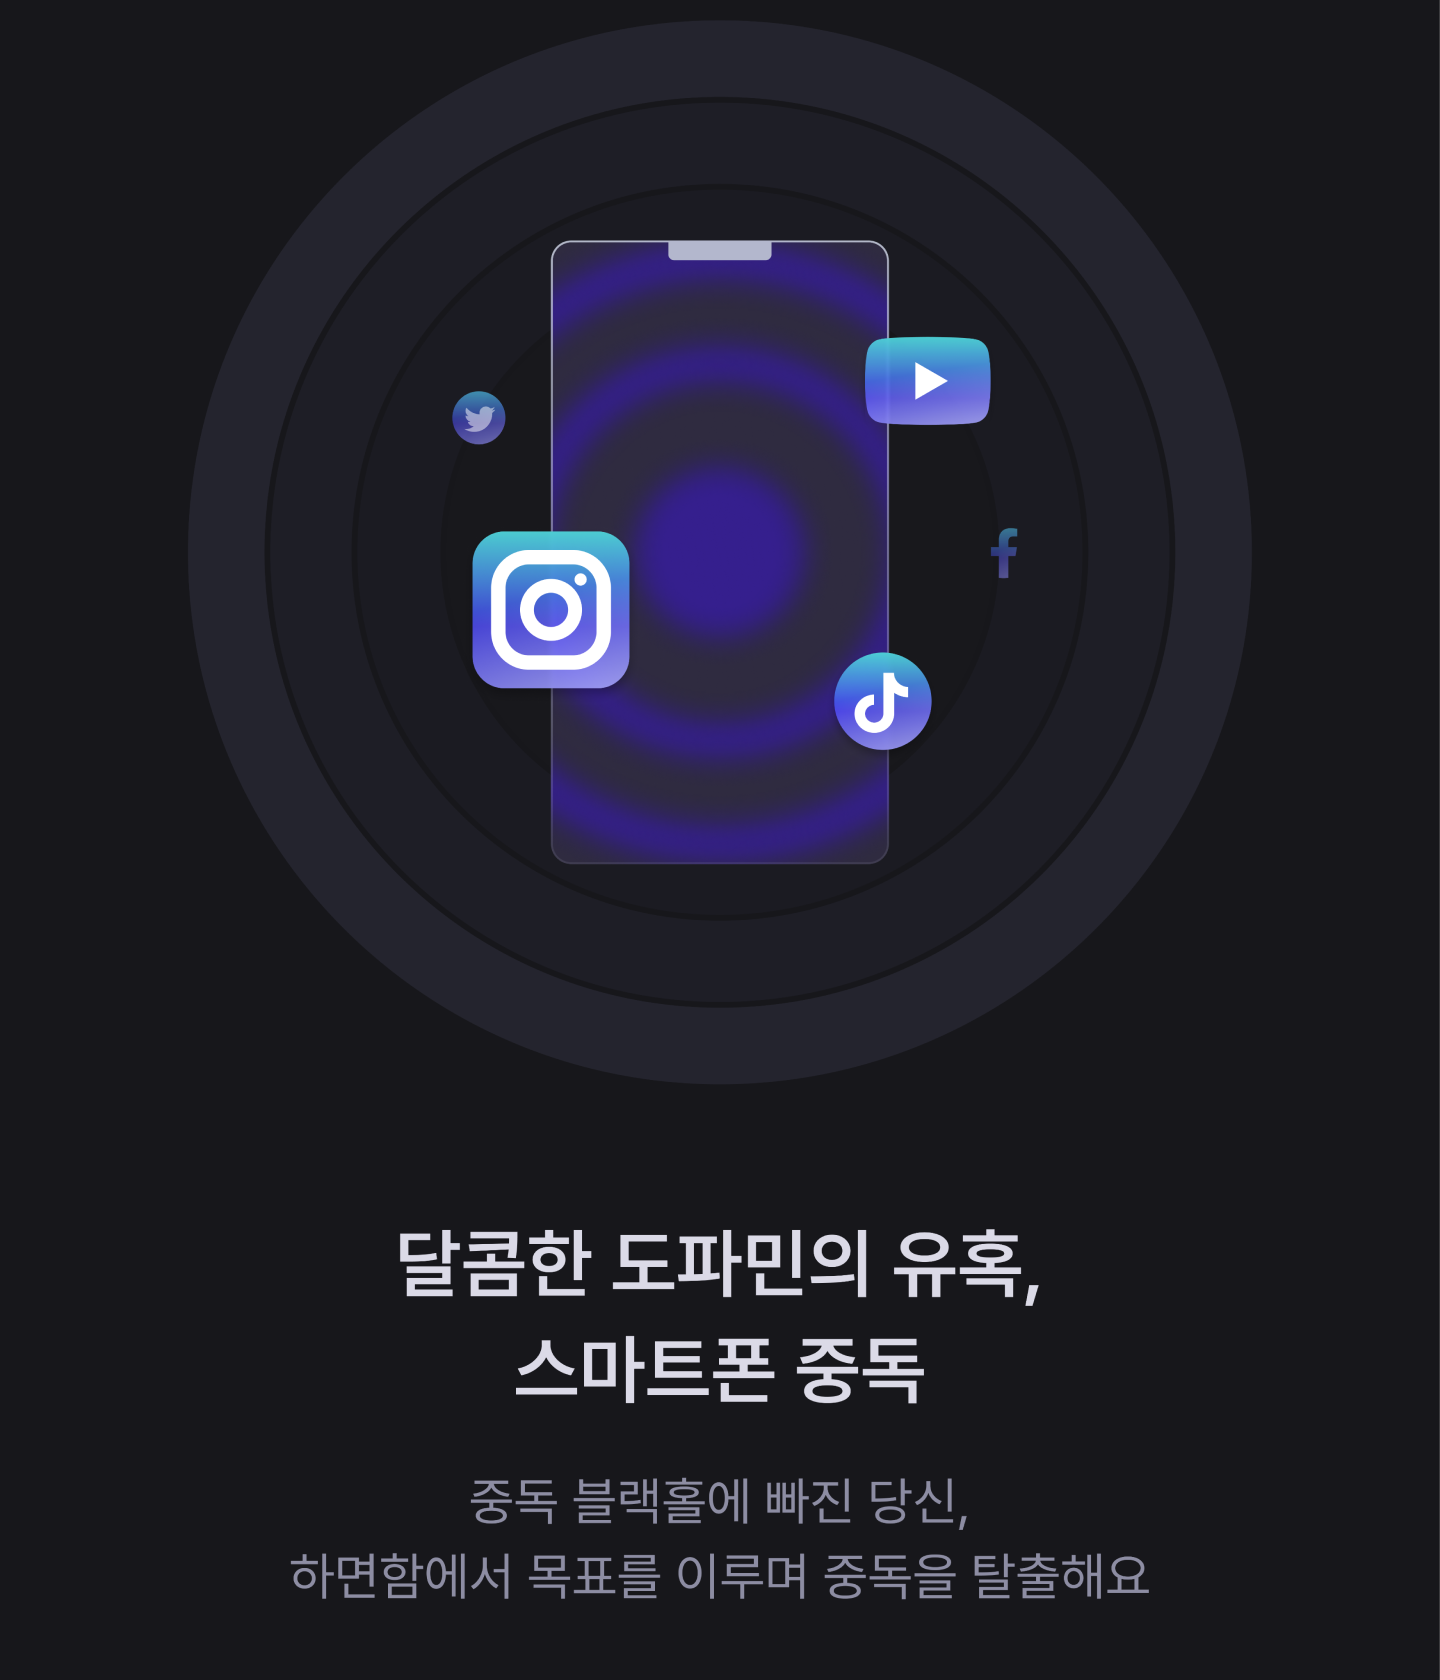 달콤한 도파민의 유혹,
스마트폰 중독
중독 블랙홀에 빠진 당신,
하면함에서 목표를 이루며 중독을 탈출해요